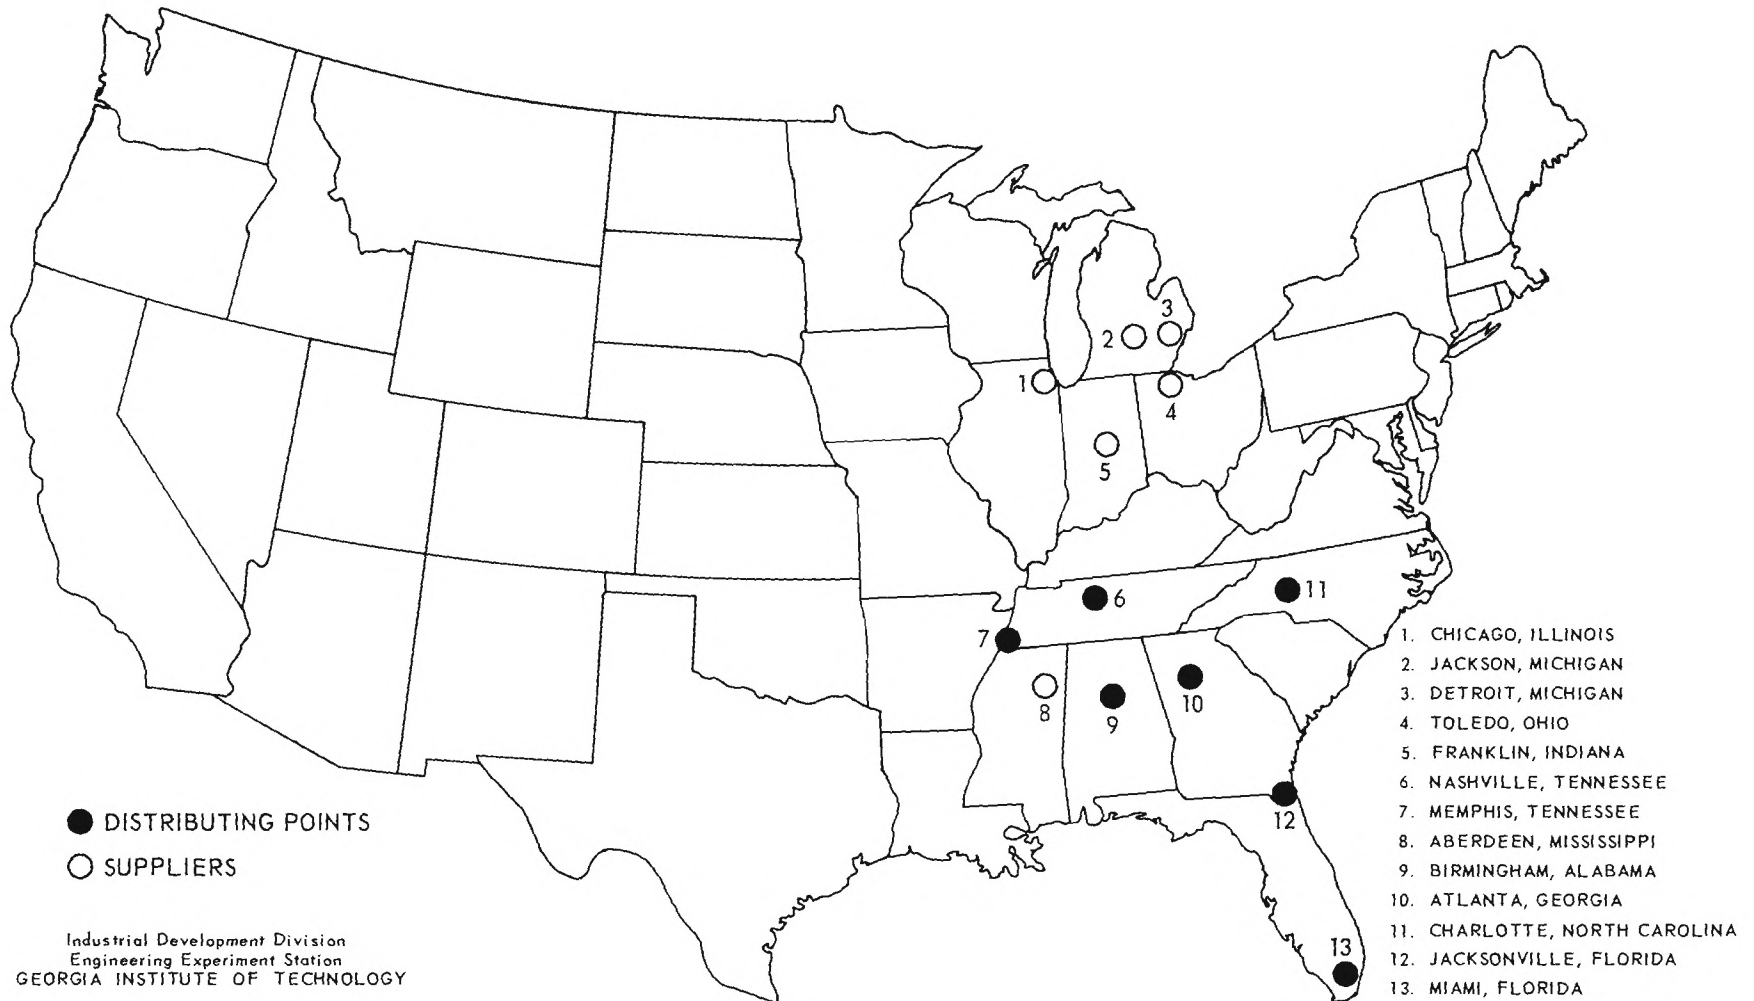 3
2
1
4
5
6
11
7
8
9
10
12
13
1. CHICAGO, ILLINOIS
2. JACKSON, MICHIGAN
3. DETROIT, MICHIGAN
4. TOLEDO, OHIO
5. FRANKLIN, INDIANA
6. NASHVILLE, TENNESSEE
7. MEMPHIS, TENNESSEE
8. ABERDEEN, MISSISSIPPI
9. BIRMINGHAM, ALABAMA
10. ATLANTA, GEORGIA
11. CHARLOTTE, NORTH CAROLINA
12. JACKSONVILLE, FLORIDA
13. MIAMI, FLORIDA
DISTRIBUTING POINTS
SUPPLIERS
Industrial Development Division
Engineering Experiment Station
GEORGIA INSTITUTE OF TECHNOLOGY